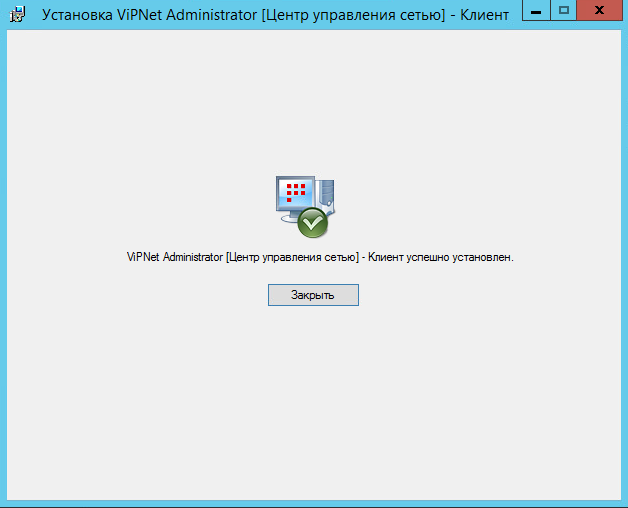 Установка ViPNet Administrator [Центр управления сетью] - Клиент
ViPNet Administrator [Центр управления сетью] - Клиент успешно установлен.
Закрыть